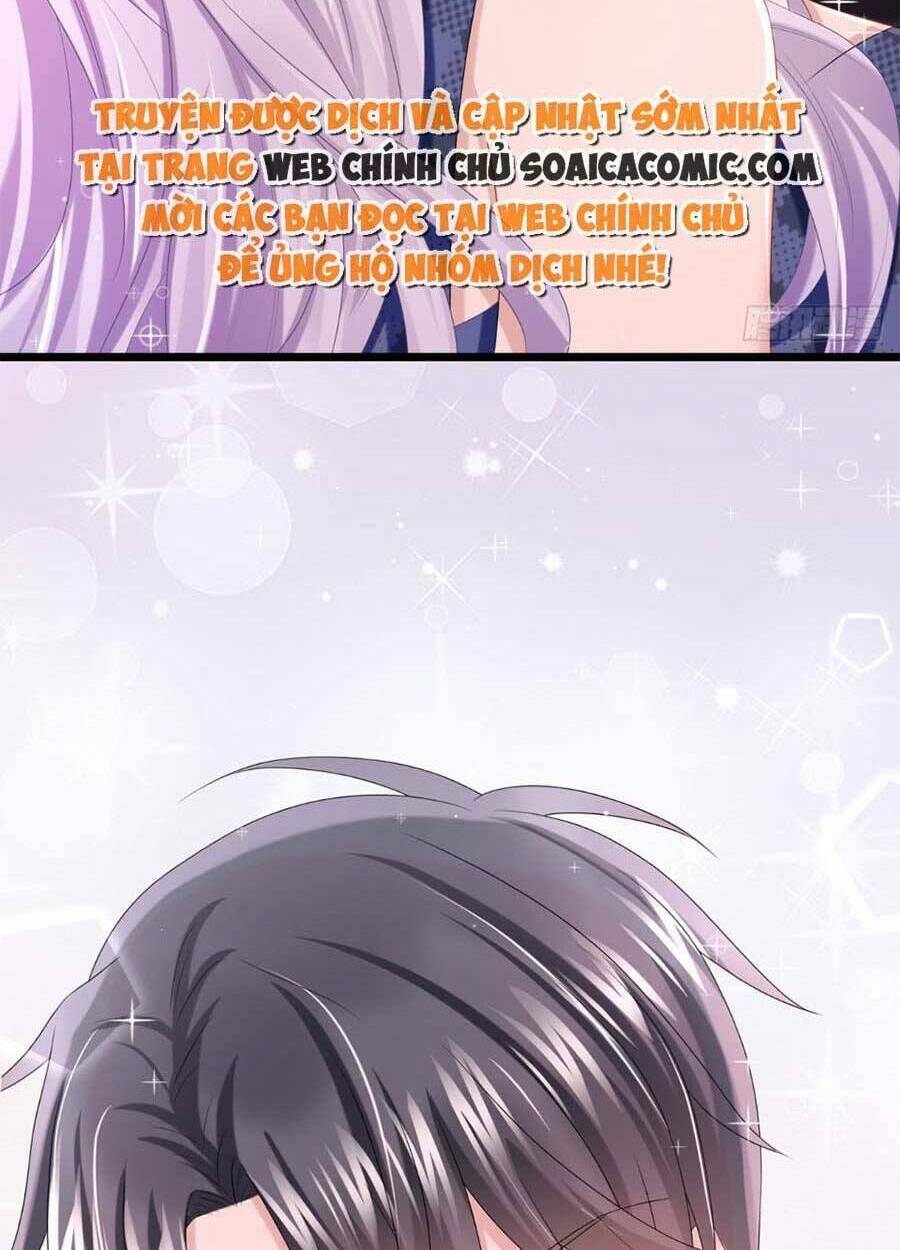 TRUYỆN ĐƯỢC DỊCH VÀ CẬP NHẬT SỚM NHẤT
TẠI TRANG WEB CHÍNH CHỦ SOAICACOMIC.COM
MỜI CÁC BẠN ĐỌC TẠI WEB CHÍNH CHỦ
ĐỂ ỦNG HỘ NHÓM DỊCH NHÉ!